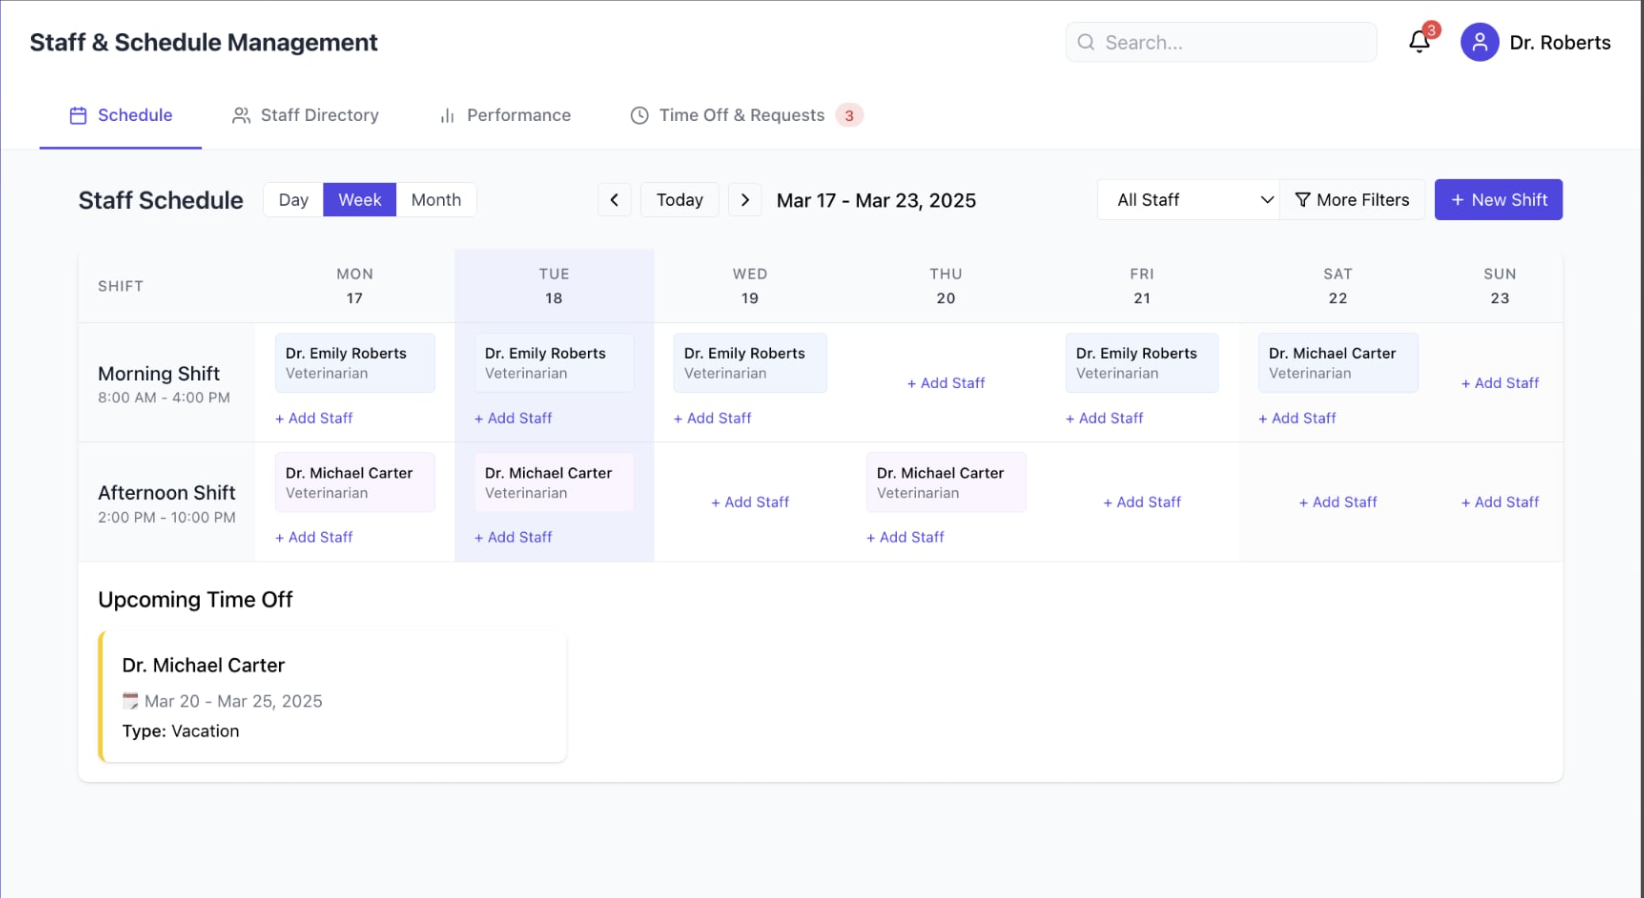 Staff & Schedule Management
Search...
3
Dr. Roberts
Schedule
Staff Directory
Performance
Time Off & Requests 3
Staff Schedule
Day Week Month
Today
Mar 17 - Mar 23, 2025
All Staff
More Filters
+ New Shift
SHIFT
MON
17
TUE
18
WED
19
THU
20
FRI
21
SAT
22
SUN
23
Morning Shift
8:00 AM - 4:00 PM
Dr. Emily Roberts
Veterinarian
+ Add Staff
Dr. Emily Roberts
Veterinarian
+ Add Staff
Dr. Emily Roberts
Veterinarian
+ Add Staff
+ Add Staff
Dr. Emily Roberts
Veterinarian
+ Add Staff
Dr. Michael Carter
Veterinarian
+ Add Staff
+ Add Staff
Afternoon Shift
2:00 PM - 10:00 PM
Dr. Michael Carter
Veterinarian
+ Add Staff
Dr. Michael Carter
Veterinarian
+ Add Staff
+ Add Staff
Dr. Michael Carter
Veterinarian
+ Add Staff
+ Add Staff
+ Add Staff
+ Add Staff
Upcoming Time Off
Dr. Michael Carter
Mar 20 - Mar 25, 2025
Type: Vacation